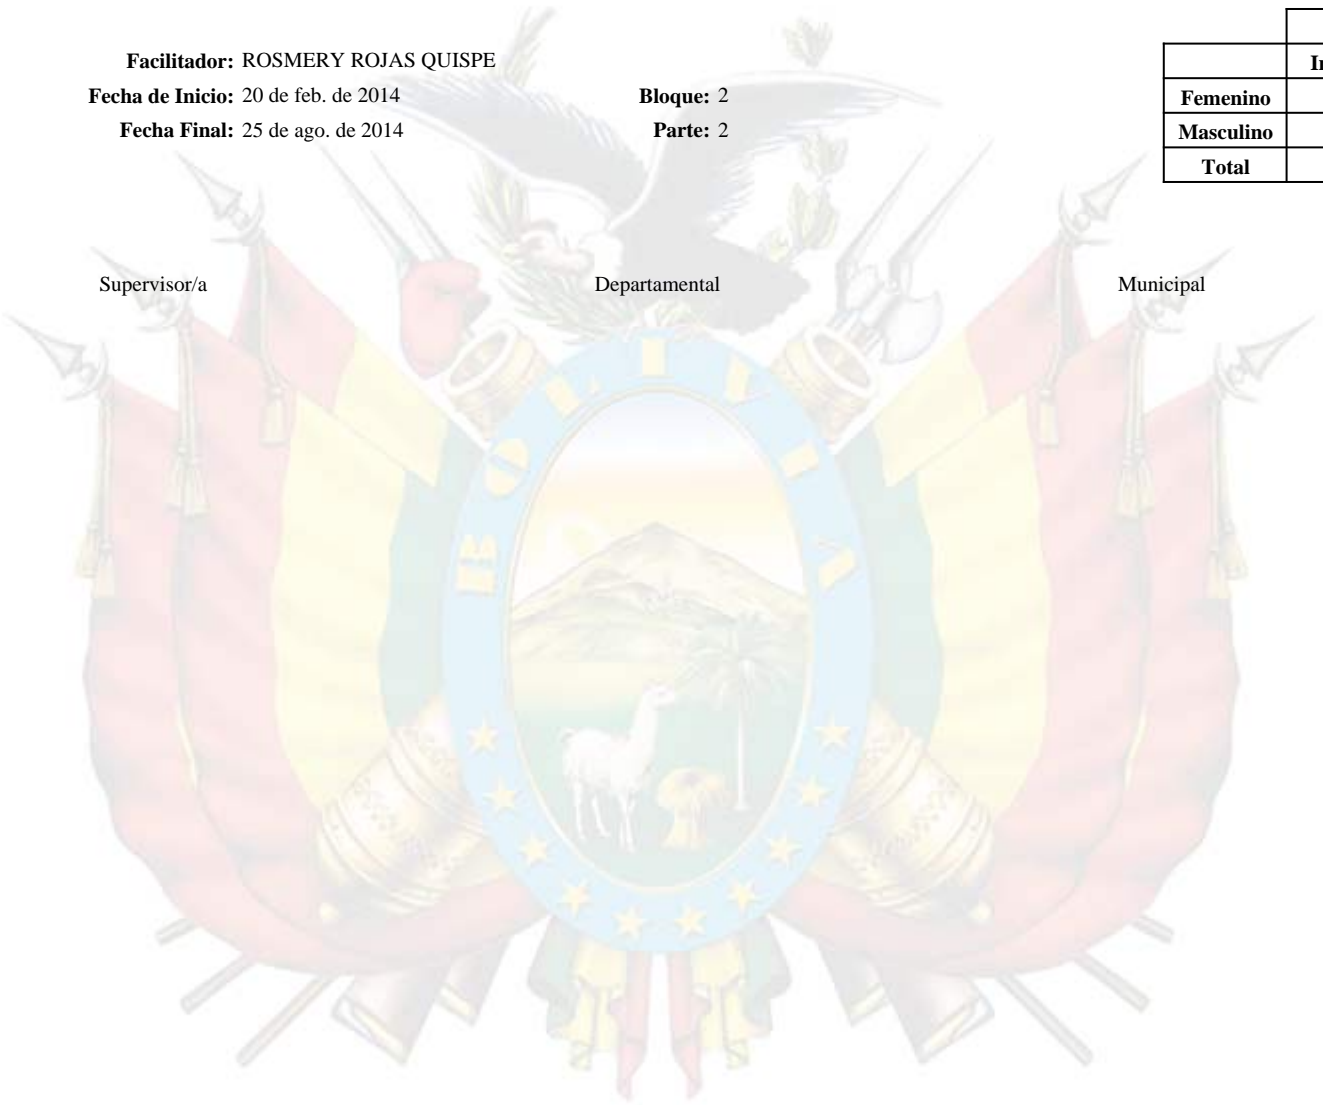 Facilitador: ROSMERY ROJAS QUISPE
Fecha de Inicio: 20 de feb. de 2014 Bloque: 2
Fecha Final: 25 de ago. de 2014 Parte: 2
Femenino
Masculino
Total
Supervisor/a Departamental Municipal
BOLIVIA